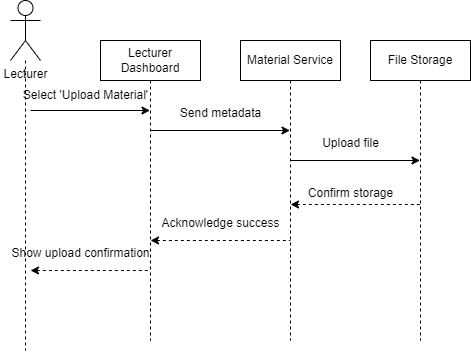 Lecturer
Dashboard
Material Service
File Storage
Lecturer
Select 'Upload Material'
Send metadata
Upload file
Confirm storage
Acknowledge success
Show upload confirmation